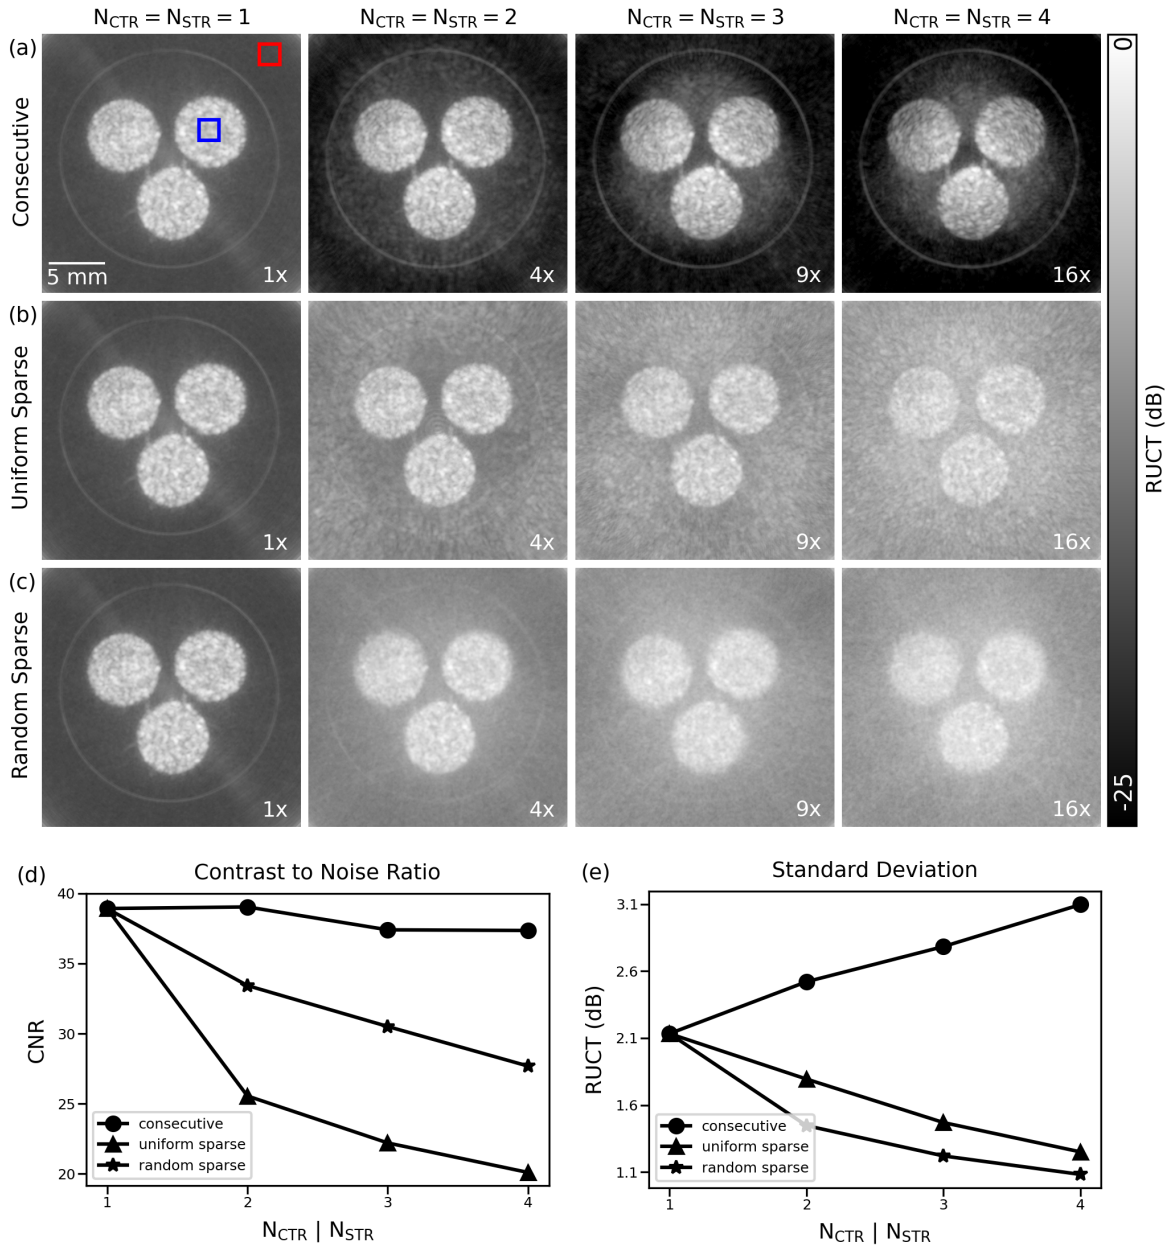 N_CTR = N_STR = 1
N_CTR = N_STR = 2
N_CTR = N_STR = 3
N_CTR = N_STR = 4
(a)
Consecutive
5 mm
1x
4x
9x
16x
(b)
Uniform Sparse
1x
4x
9x
16x
(c)
Random Sparse
1x
4x
9x
16x
0
-25
RUCT (dB)
(d)
Contrast to Noise Ratio
40
35
30
25
20
CNR
consecutive
uniform sparse
random sparse
1
2
3
4
N_CTR | N_STR
(e)
Standard Deviation
3.1
2.6
2.1
1.6
1.1
RUCT (dB)
consecutive
uniform sparse
random sparse
1
2
3
4
N_CTR | N_STR